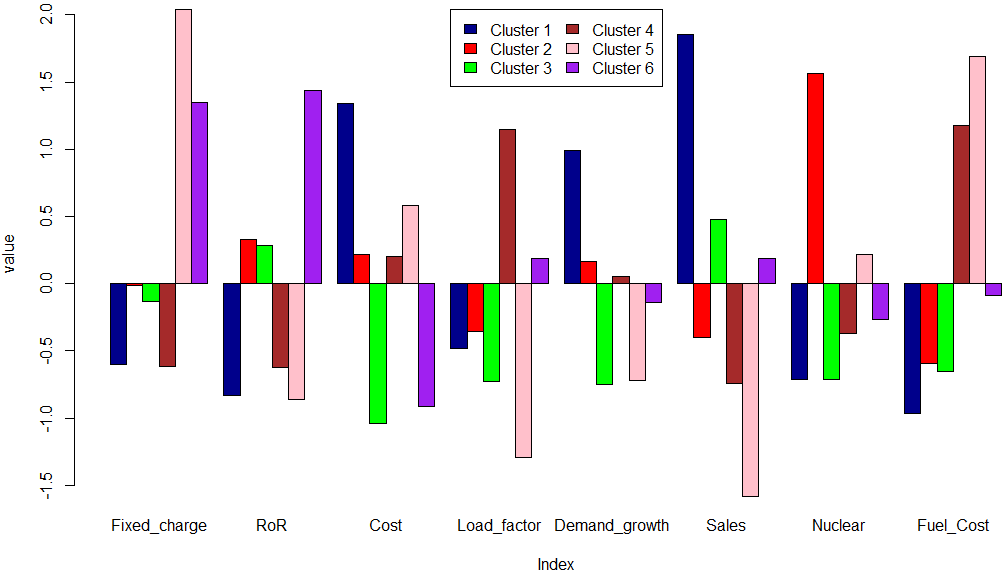 2.0
1.5
1.0
0.5
0.0
-0.5
-1.0
-1.5
value
Cluster 1 Cluster 4
Cluster 2 Cluster 5
Cluster 3 Cluster 6
Fixed_charge RoR Cost Load_factor Demand_growth Sales Nuclear Fuel_Cost
Index